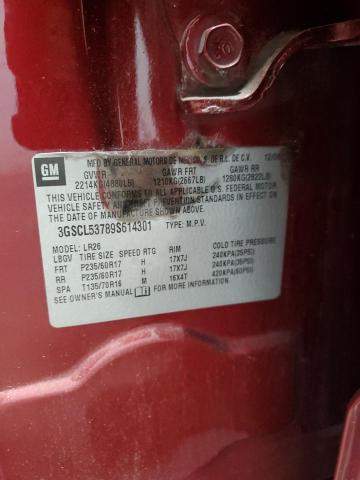 GM
MFD BY GENERAL MOTORS DE MEXICO, S. DE R.L. DE C.V. 12/08
GVWR GAWR FRT GAWR RR
2214KG(4880LB) 1210KG(2667LB) 1280KG(2822LB)
THIS VEHICLE CONFORMS TO ALL APPLICABLE U.S. FEDERAL MOTOR
VEHICLE SAFETY AND THEFT PREVENTION STANDARDS IN EFFECT
ON THE DATE OF MANUFACTURE SHOWN ABOVE.
3GSCL53789S614301 TYPE: M.P.V.
MODEL: LR26
LBGV TIRE SIZE SPEED RTG RIM COLD TIRE PRESSURE
FRT P235/60R17 H 17X7J 240KPA(35PSI)
RR P235/60R17 H 17X7J 240KPA(35PSI)
SPA T135/70R16 M 16X4T 420KPA(60PSI)
SEE OWNER'S MANUAL FOR MORE INFORMATION.